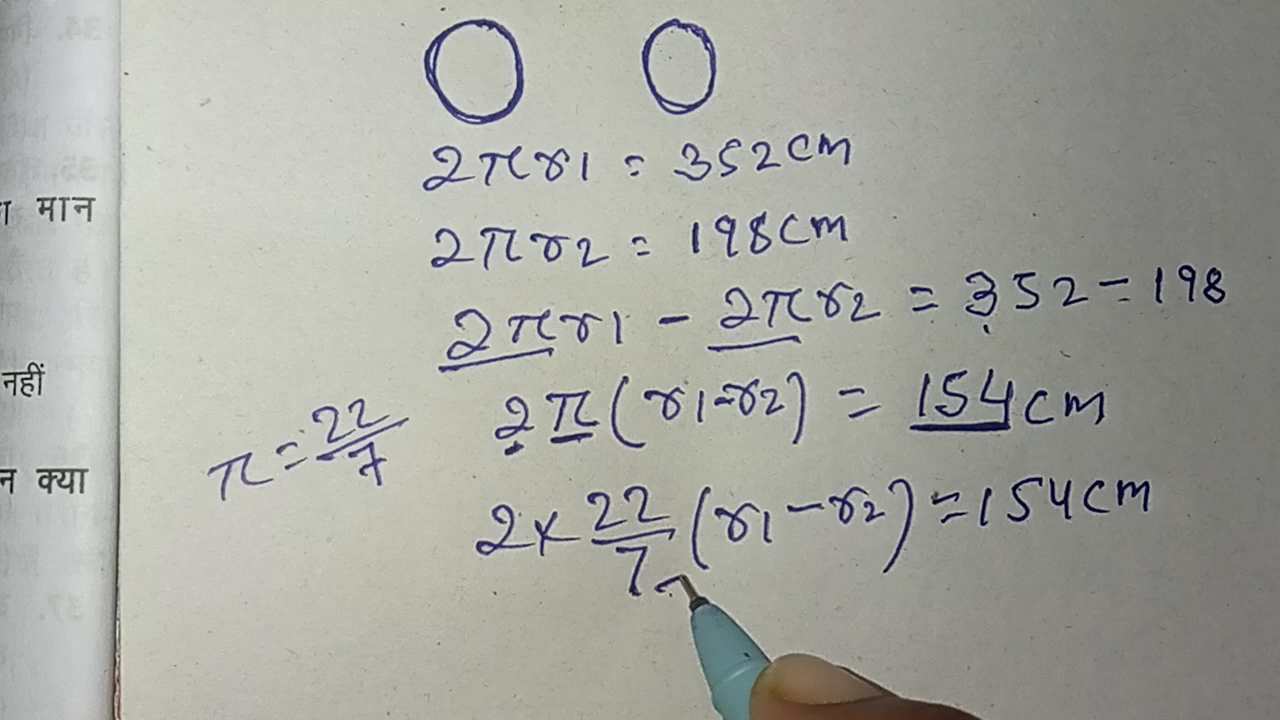 2πr1 = 352cm
2πr2 = 198cm
2πr1 - 2πr2 = 352 - 198
2π(r1-r2) = 154cm
π = 22/7
2 × 22/7 (r1 - r2) = 154cm
मान
नहीं
क्या
37.